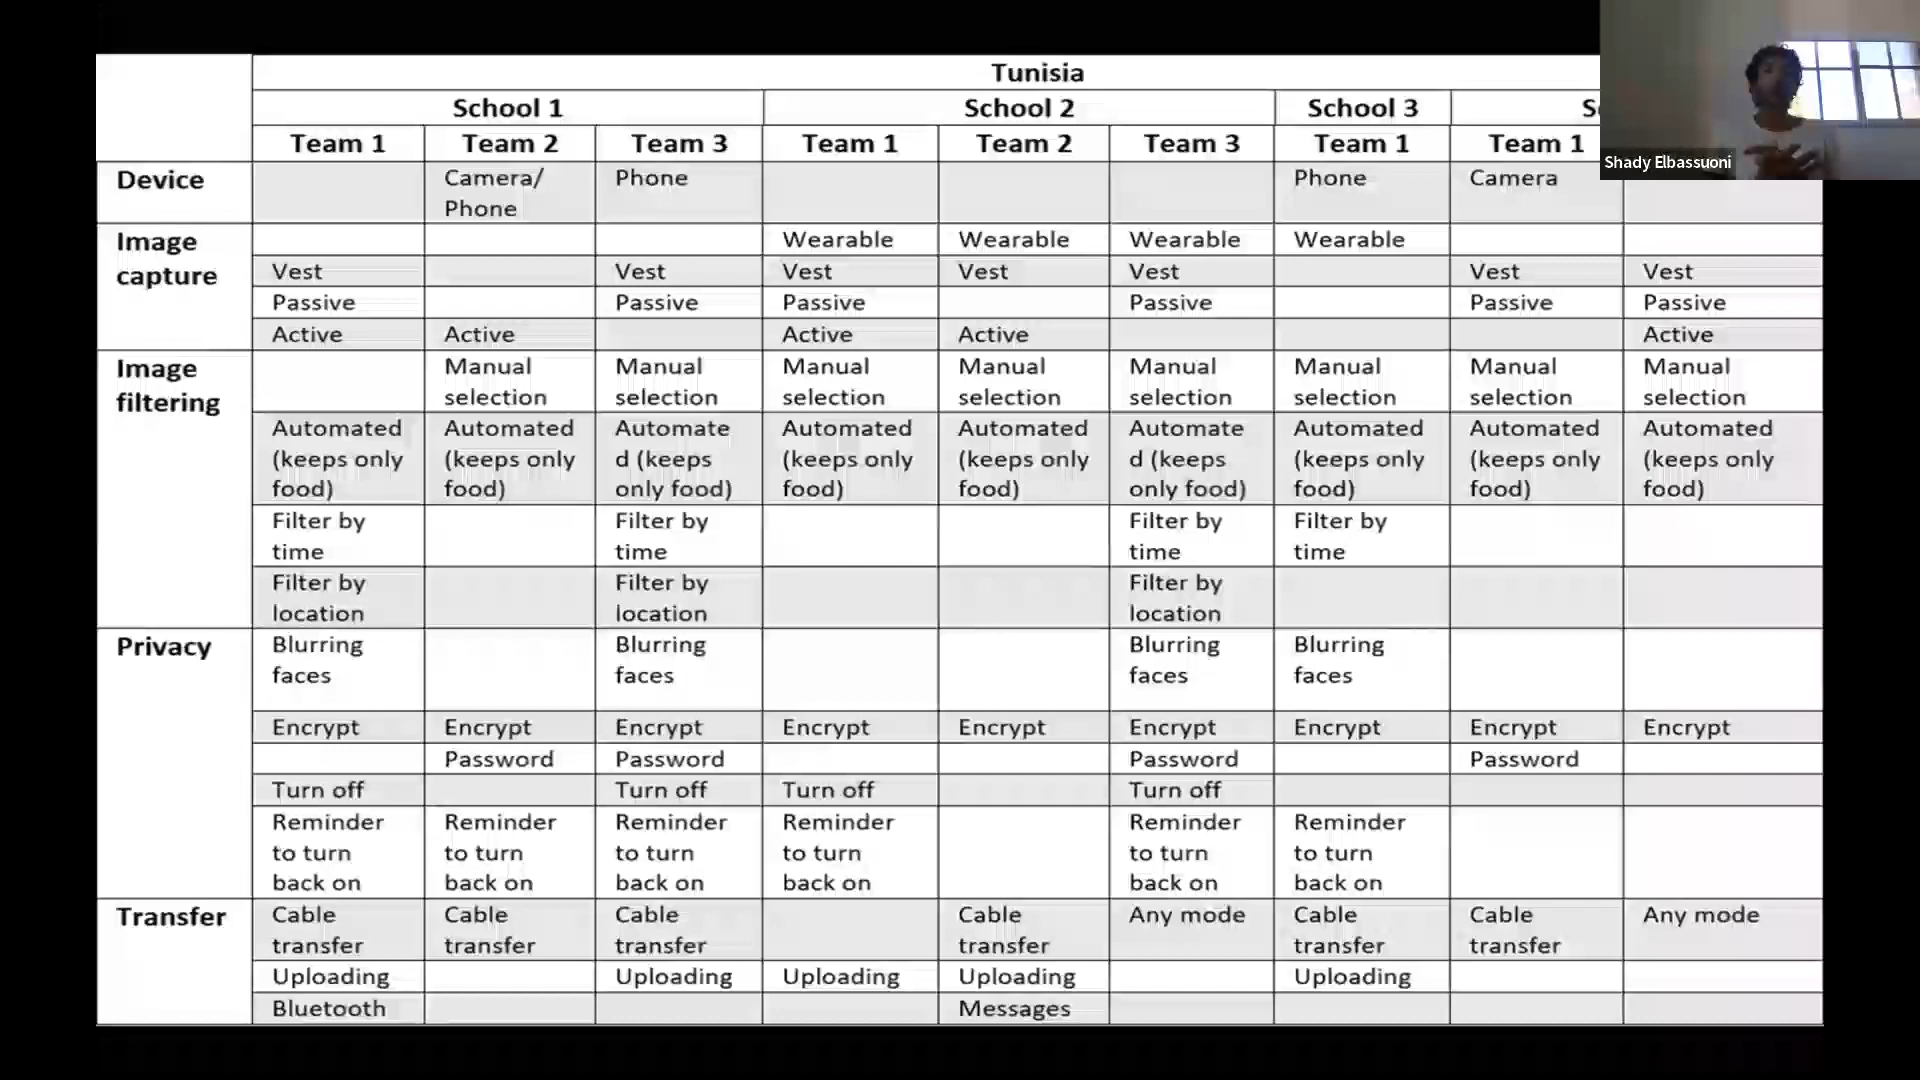 Tunisia
School 1 School 2 School 3
Team 1 Team 2 Team 3 Team 1 Team 2 Team 3 Team 1 Team 1
Shady Elbassuoni
Device Camera/ Phone Phone Camera
Phone
Image Wearable Wearable Wearable Wearable
capture Vest Vest Vest Vest Vest Vest Vest
Passive Passive Passive Passive Passive Passive
Active Active Active Active Active
Image Manual Manual Manual Manual Manual Manual Manual Manual
filtering selection selection selection selection selection selection selection selection
Automated Automated Automate Automated Automated Automate Automated Automated Automated
(keeps only (keeps only d (keeps (keeps only (keeps only d (keeps (keeps only (keeps only (keeps only
food) food) only food) food) food) only food) food) food) food)
Filter by Filter by Filter by Filter by
time time time time
Filter by Filter by Filter by
location location location
Privacy Blurring Blurring Blurring Blurring
faces faces faces faces
Encrypt Encrypt Encrypt Encrypt Encrypt Encrypt Encrypt Encrypt Encrypt
Password Password Password Password
Turn off Turn off Turn off Turn off
Reminder Reminder Reminder Reminder Reminder Reminder
to turn to turn to turn to turn to turn to turn
back on back on back on back on back on back on
Transfer Cable Cable Cable Cable Any mode Cable Cable Any mode
transfer transfer transfer transfer transfer transfer
Uploading Uploading Uploading Uploading Uploading
Bluetooth Messages